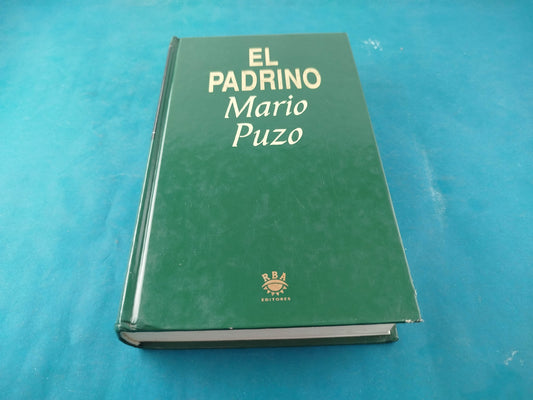 EL
PADRINO
Mario
Puzo
RBA
EDITORES